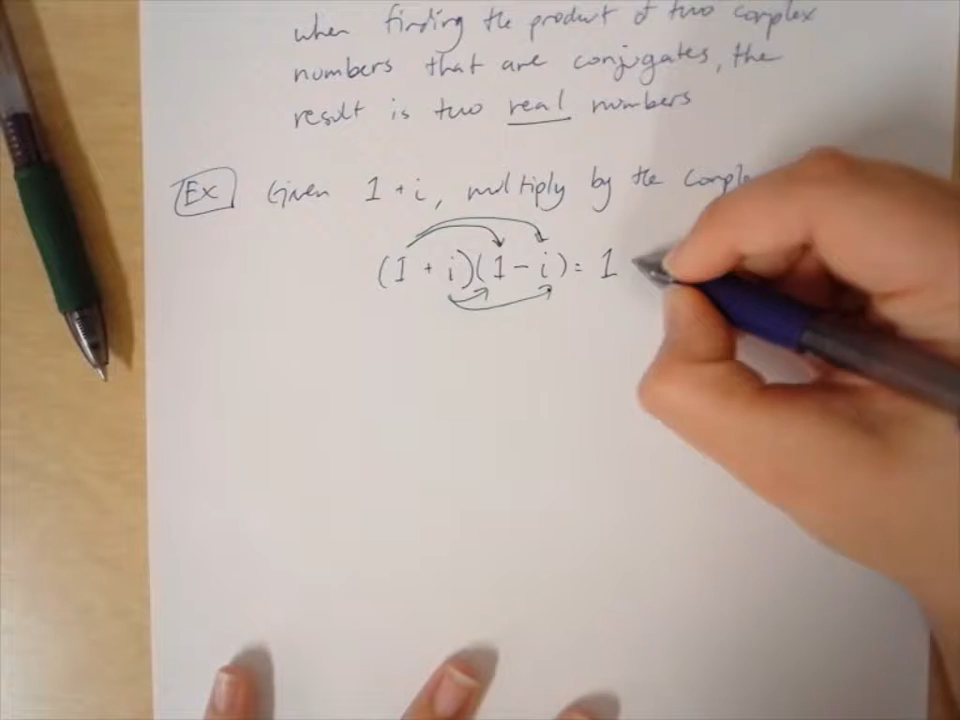 when finding the product of two complex
numbers that are conjugates, the
result is two real numbers
Ex Given 1 + i, multiply by the
(1 + i)(1 - i) = 1